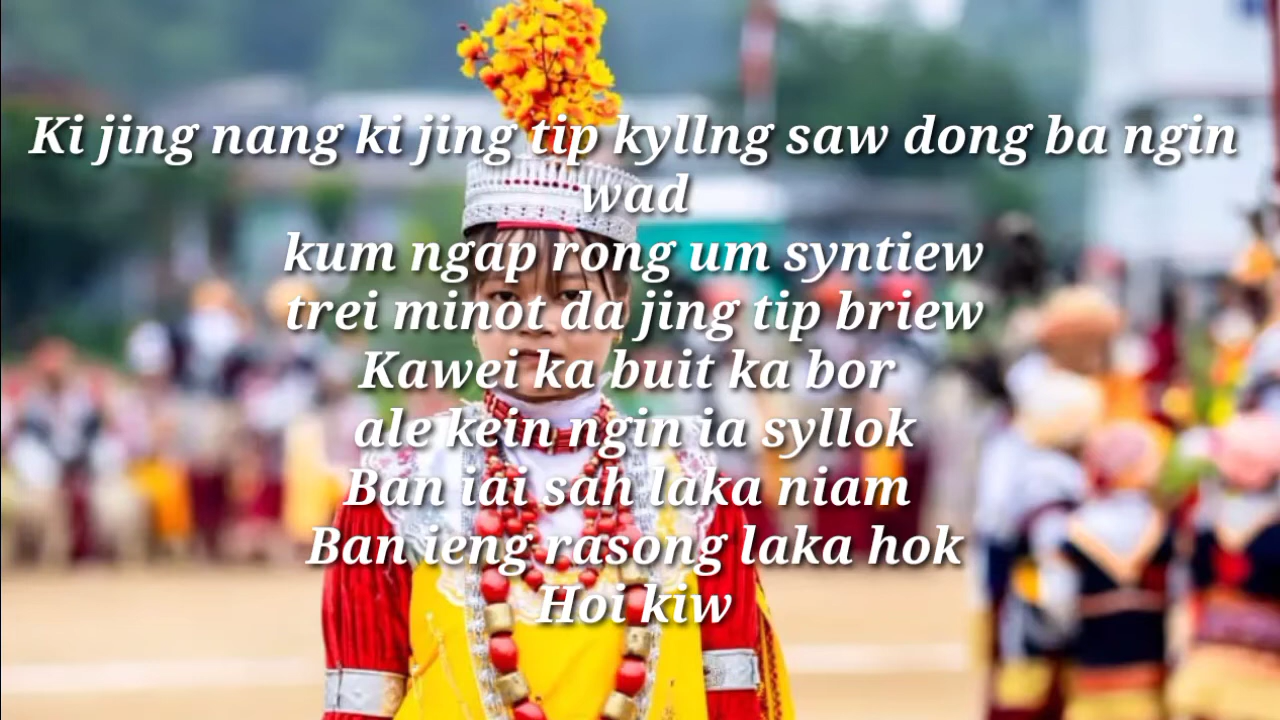 Ki jing nang ki jing tip kyllng saw dong ba ngin
wad
kum ngap rong um syntiew
trei minot da jing tip briew
Kawei ka buit ka bor
ale kein ngin ia syllok
Ban iai sah laka niam
Ban ieng rasong laka hok
Hoi kiw